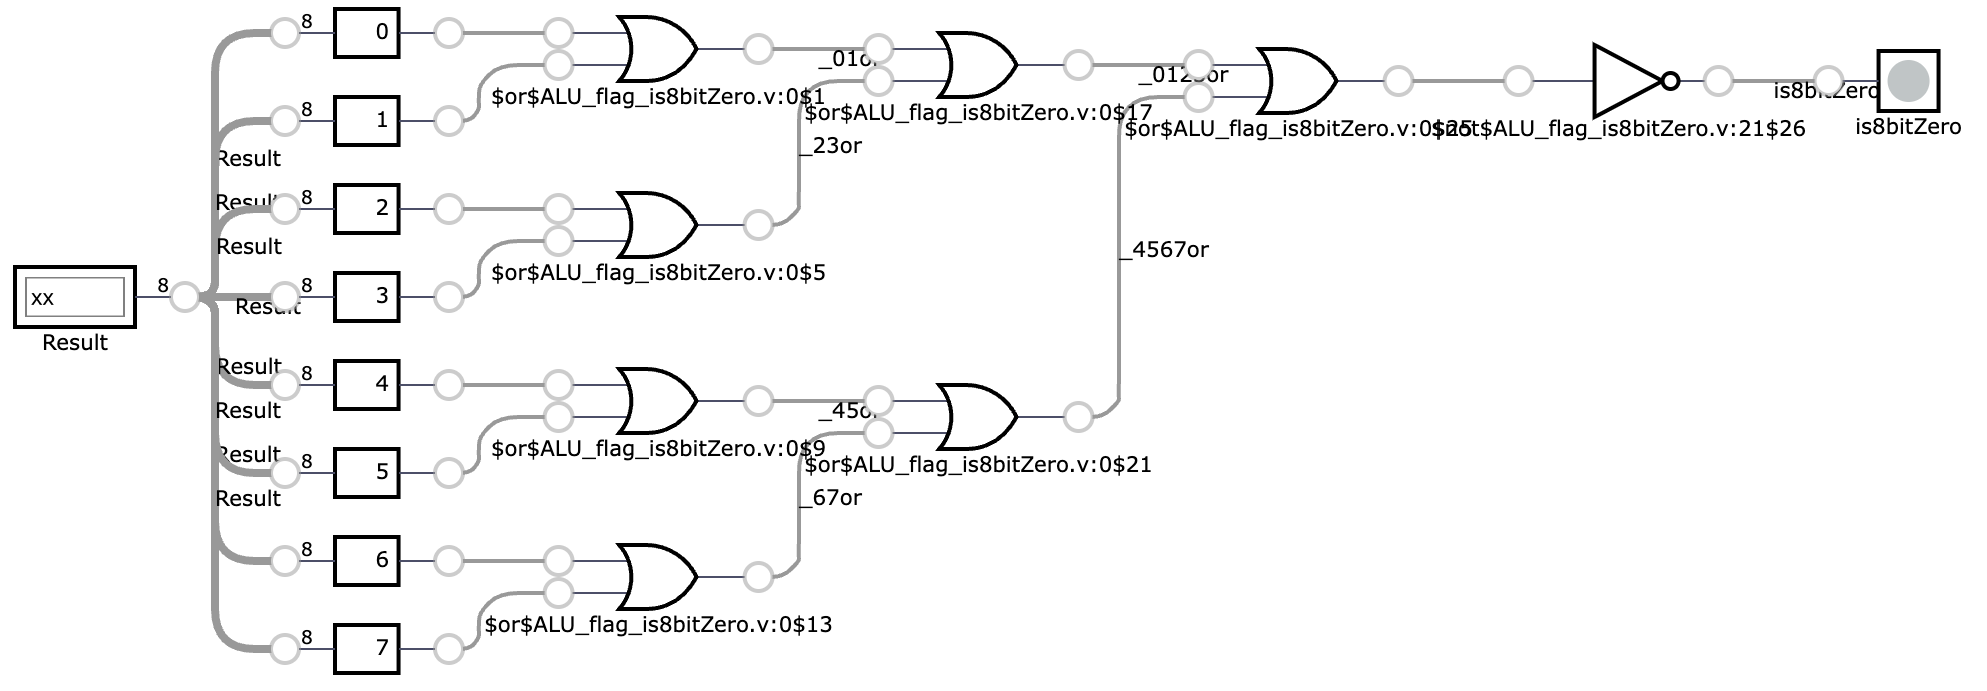 8
0
8
1
Result
Result
8
2
Result
8
3
Result
xx
8
Result
Result
8
4
Result
Result
8
5
Result
8
6
8
7
$or$ALU_flag_is8bitZero.v:0$1
_01or
$or$ALU_flag_is8bitZero.v:0$17
_23or
$or$ALU_flag_is8bitZero.v:0$5
_0123or
$or$ALU_flag_is8bitZero.v:0$25
$not$ALU_flag_is8bitZero.v:21$26
is8bitZero
is8bitZero
_4567or
$or$ALU_flag_is8bitZero.v:0$9
_45or
$or$ALU_flag_is8bitZero.v:0$21
_67or
$or$ALU_flag_is8bitZero.v:0$13